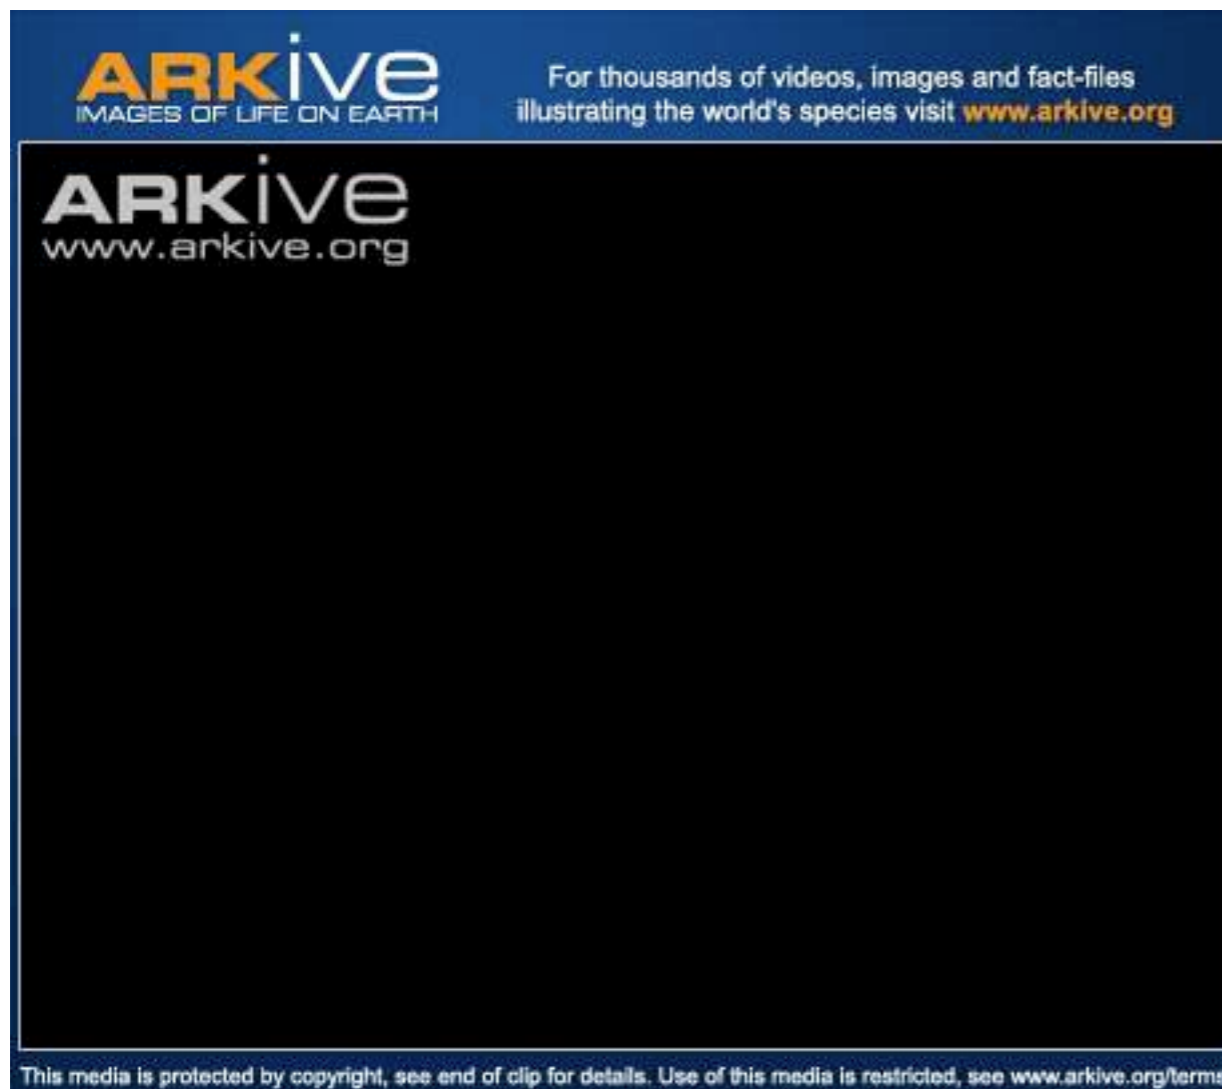 ARKive
IMAGES OF LIFE ON EARTH
For thousands of videos, images and fact-files
illustrating the world's species visit www.arkive.org
ARKive
www.arkive.org
This media is protected by copyright, see end of clip for details. Use of this media is restricted, see www.arkive.org/terms